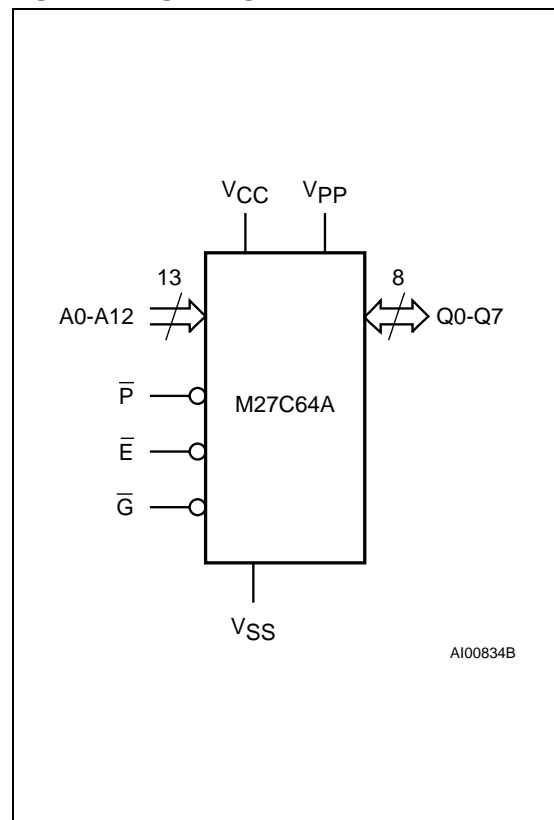 VCC VPP
13 8
A0-A12 Q0-Q7
P̅
M27C64A
E̅
G̅
VSS
AI00834B